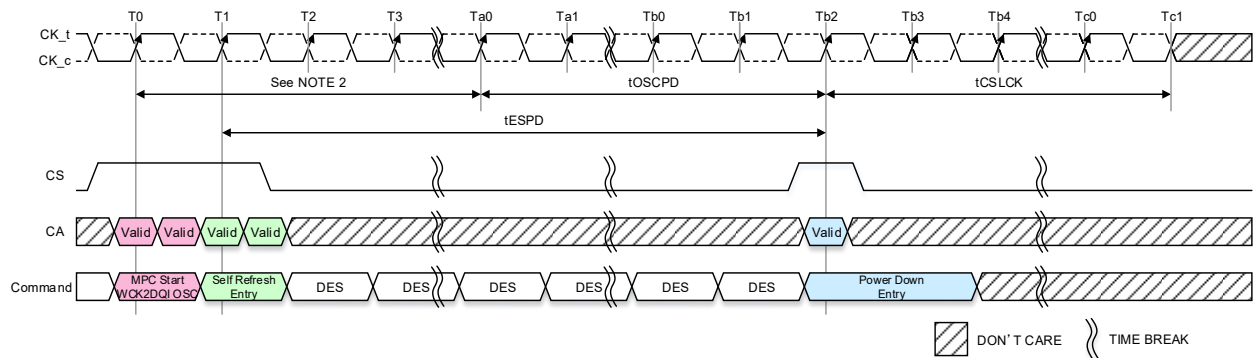 T0 T1 T2 T3 Ta0 Ta1 Tb0 Tb1 Tb2 Tb3 Tb4 Tc0 Tc1
CK_t
CK_c
See NOTE 2 tOSCPD tCSLCK
tESPD
CS
CA Valid Valid Valid Valid Valid
Command MPC Start WCK2DQI OSC Self Refresh Entry DES DES DES DES DES DES Power Down Entry
DON'T CARE TIME BREAK